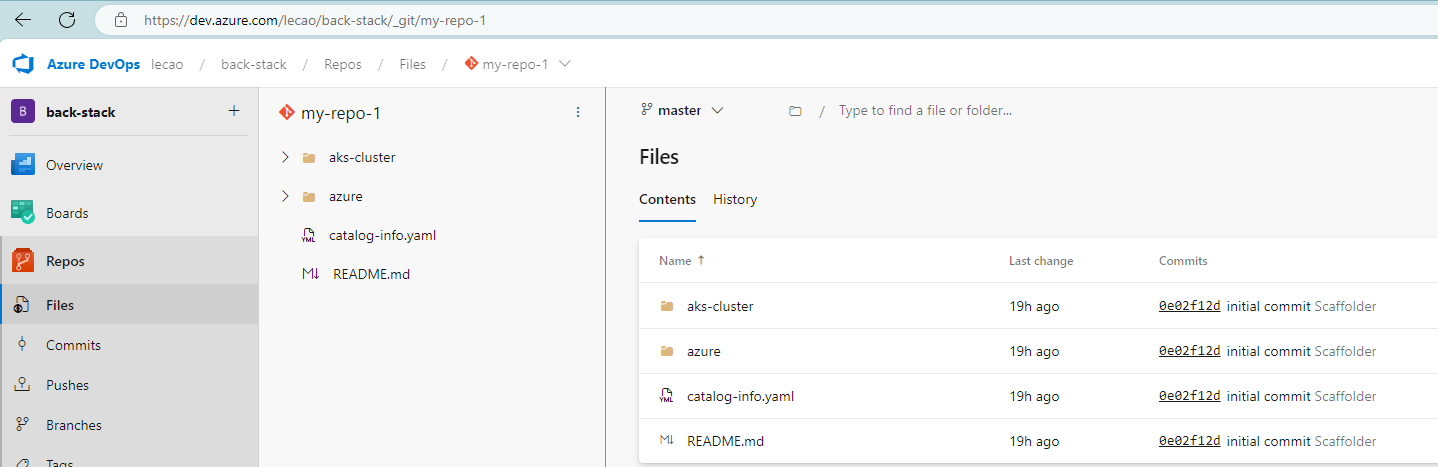 https://dev.azure.com/lecao/back-stack/_git/my-repo-1
Azure DevOps lecao / back-stack / Repos / Files / my-repo-1
B back-stack +
Overview
Boards
Repos
Files
Commits
Pushes
Branches
Tags
my-repo-1
aks-cluster
azure
YML catalog-info.yaml
M↓ README.md
master / Type to find a file or folder...
Files
Contents History
Name ↑ Last change Commits
aks-cluster 19h ago 0e02f12d initial commit Scaffolder
azure 19h ago 0e02f12d initial commit Scaffolder
YML catalog-info.yaml 19h ago 0e02f12d initial commit Scaffolder
M↓ README.md 19h ago 0e02f12d initial commit Scaffolder